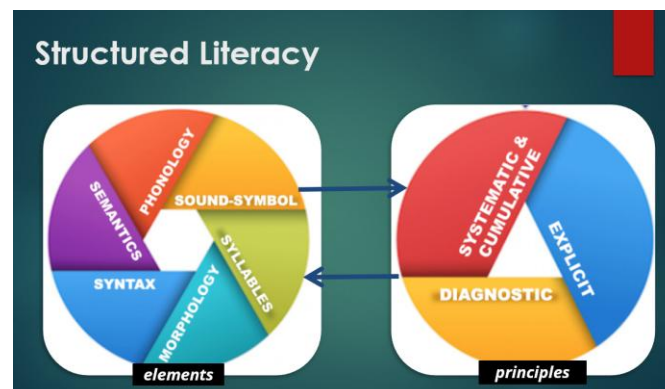 Structured Literacy
PHONOLOGY
SOUND-SYMBOL
SYLLABLES
MORPHOLOGY
SYNTAX
SEMANTICS
elements
SYSTEMATIC &
CUMULATIVE
EXPLICIT
DIAGNOSTIC
principles